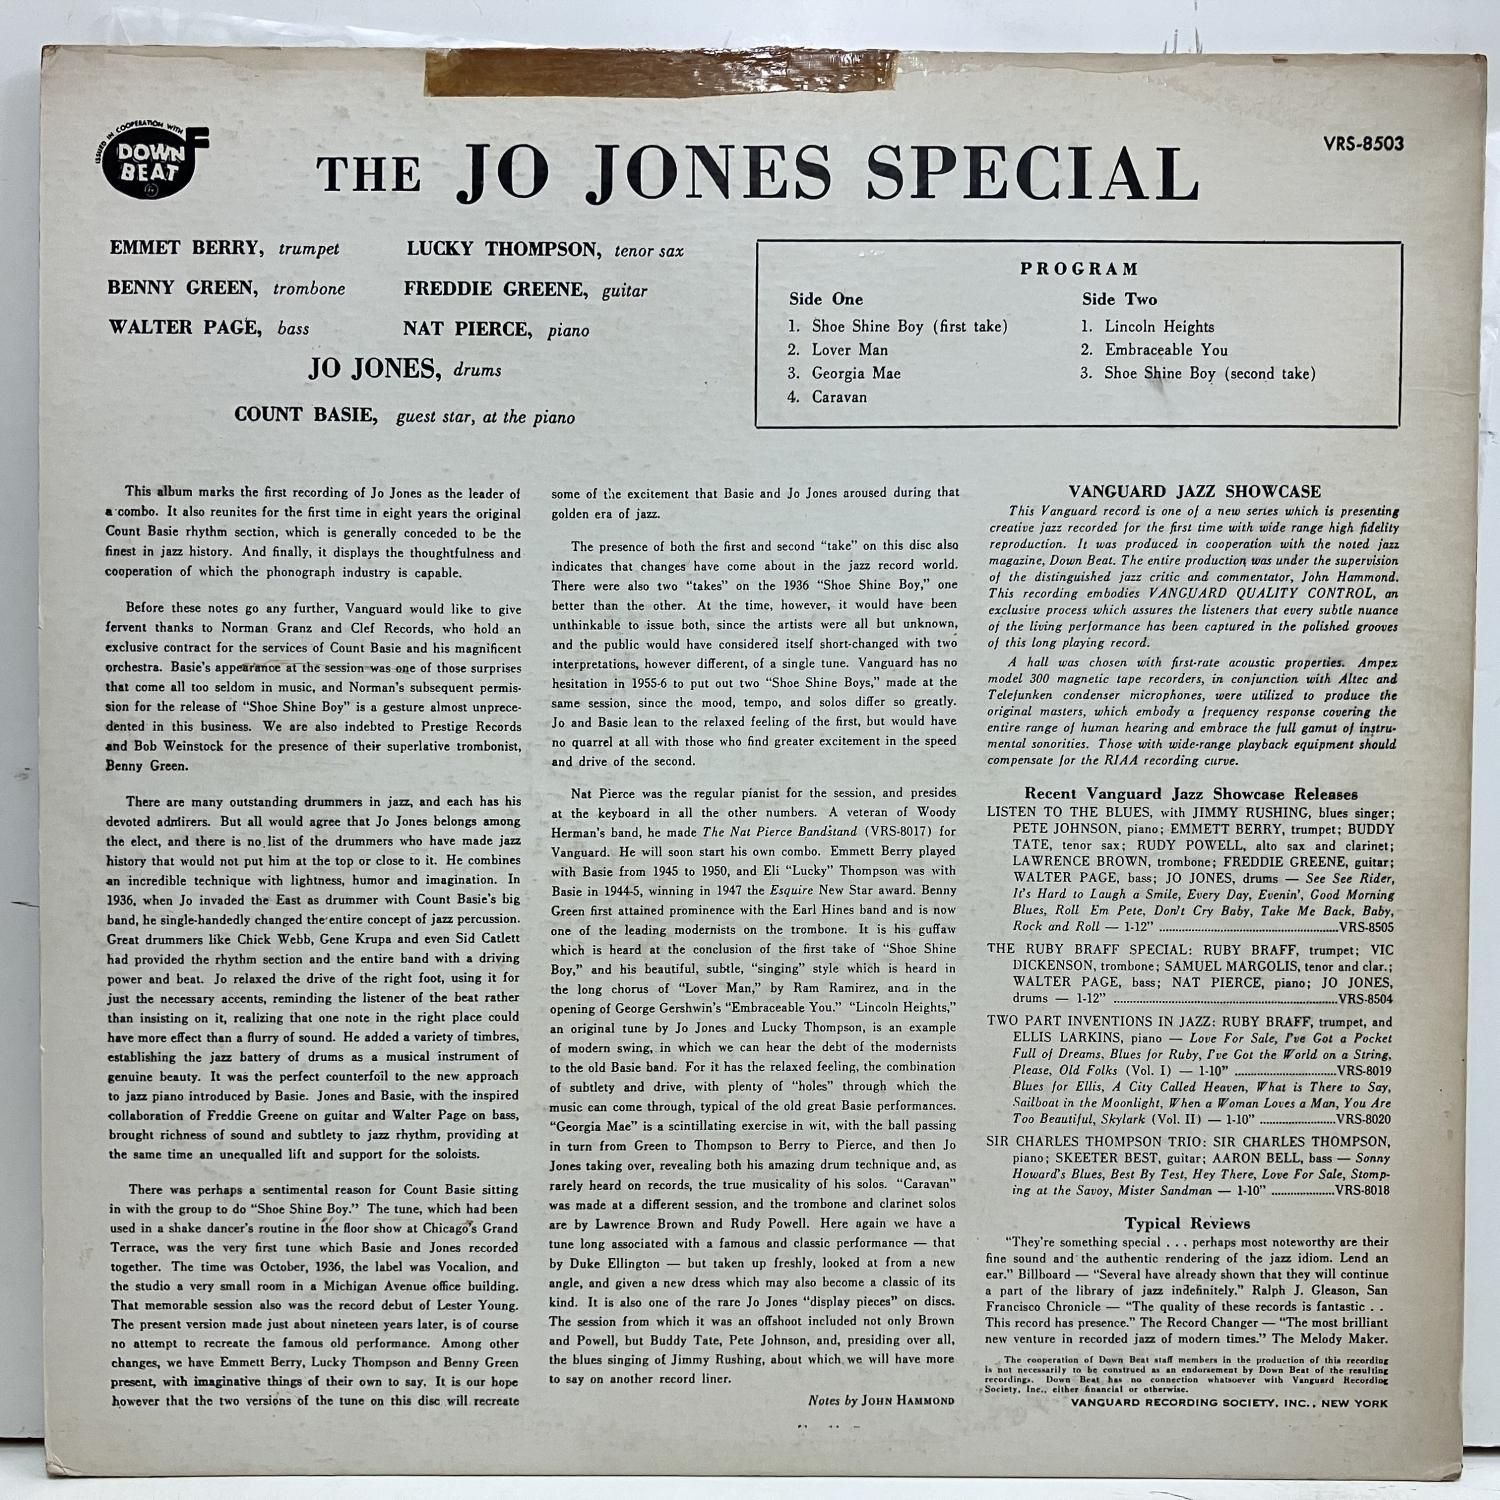 ISSUED IN COOPERATION WITH
DOWN
BEAT
VRS-8503
THE JO JONES SPECIAL
EMMET BERRY, trumpet
LUCKY THOMPSON, tenor sax
BENNY GREEN, trombone
FREDDIE GREENE, guitar
WALTER PAGE, bass
NAT PIERCE, piano
JO JONES, drums
COUNT BASIE, guest star, at the piano
PROGRAM
Side One
1. Shoe Shine Boy (first take)
2. Lover Man
3. Georgia Mae
4. Caravan
Side Two
1. Lincoln Heights
2. Embraceable You
3. Shoe Shine Boy (second take)
This album marks the first recording of Jo Jones as the leader of
a combo. It also reunites for the first time in eight years the original
Count Basie rhythm section, which is generally conceded to be the
finest in jazz history. And finally, it displays the thoughtfulness and
cooperation of which the phonograph industry is capable.
Before these notes go any further, Vanguard would like to give
fervent thanks to Norman Granz and Clef Records, who hold an
exclusive contract for the services of Count Basie and his magnificent
orchestra. Basie's appearance at the session was one of those surprises
that come all too seldom in music, and Norman's subsequent permis-
sion for the release of "Shoe Shine Boy" is a gesture almost unprece-
dented in this business. We are also indebted to Prestige Records
and Bob Weinstock for the presence of their superlative trombonist,
Benny Green.
There are many outstanding drummers in jazz, and each has his
devoted admirers. But all would agree that Jo Jones belongs among
the elect, and there is no list of the drummers who have made jazz
history that would not put him at the top or close to it. He combines
an incredible technique with lightness, humor and imagination. In
1936, when Jo invaded the East as drummer with Count Basie's big
band, he single-handedly changed the entire concept of jazz percussion.
Great drummers like Chick Webb, Gene Krupa and even Sid Catlett
had provided the rhythm section and the entire band with a driving
power and beat. Jo relaxed the drive of the right foot, using it for
just the necessary accents, reminding the listener of the beat rather
than insisting on it, realizing that one note in the right place could
have more effect than a flurry of sound. He added a variety of timbres,
establishing the jazz battery of drums as a musical instrument of
genuine beauty. It was the perfect counterfoil to the new approach
to jazz piano introduced by Basie. Jones and Basie, with the inspired
collaboration of Freddie Greene on guitar and Walter Page on bass,
brought richness of sound and subtlety to jazz rhythm, providing at
the same time an unequalled lift and support for the soloists.
There was perhaps a sentimental reason for Count Basie sitting
in with the group to do "Shoe Shine Boy." The tune, which had been
used in a shake dancer's routine in the floor show at Chicago's Grand
Terrace, was the very first tune which Basie and Jones recorded
together. The time was October, 1936, the label was Vocalion, and
the studio a very small room in a Michigan Avenue office building.
That memorable session also was the record debut of Lester Young.
The present version made just about nineteen years later, is of course
no attempt to recreate the famous old performance. Among other
changes, we have Emmett Berry, Lucky Thompson and Benny Green
present, with imaginative things of their own to say. It is our hope
however that the two versions of the tune on this disc will recreate
some of the excitement that Basie and Jo Jones aroused during that
golden era of jazz.
The presence of both the first and second "take" on this disc also
indicates that changes have come about in the jazz record world.
There were also two "takes" on the 1936 "Shoe Shine Boy," one
better than the other. At the time, however, it would have been
unthinkable to issue both, since the artists were all but unknown,
and the public would have considered itself short-changed with two
interpretations, however different, of a single tune. Vanguard has no
hesitation in 1955-6 to put out two "Shoe Shine Boys," made at the
same session, since the mood, tempo, and solos differ so greatly.
Jo and Basie lean to the relaxed feeling of the first, but would have
no quarrel at all with those who find greater excitement in the speed
and drive of the second.
Nat Pierce was the regular pianist for the session, and presides
at the keyboard in all the other numbers. A veteran of Woody
Herman's band, he made The Nat Pierce Bandstand (VRS-8017) for
Vanguard. He will soon start his own combo. Emmett Berry played
with Basie from 1945 to 1950, and Eli "Lucky" Thompson was with
Basie in 1944-5, winning in 1947 the Esquire New Star award. Benny
Green first attained prominence with the Earl Hines band and is now
one of the leading modernists on the trombone. It is his guffaw
which is heard at the conclusion of the first take of "Shoe Shine
Boy," and his beautiful, subtle, "singing" style which is heard in
the long chorus of "Lover Man," by Ram Ramirez, and in the
opening of George Gershwin's "Embraceable You." "Lincoln Heights,"
an original tune by Jo Jones and Lucky Thompson, is an example
of modern swing, in which we can hear the debt of the modernists
to the old Basie band. For it has the relaxed feeling, the combination
of subtlety and drive, with plenty of "holes" through which the
music can come through, typical of the old great Basie performances.
"Georgia Mae" is a scintillating exercise in wit, with the ball passing
in turn from Green to Thompson to Berry to Pierce, and then Jo
Jones taking over, revealing both his amazing drum technique and, as
rarely heard on records, the true musicality of his solos. "Caravan"
was made at a different session, and the trombone and clarinet solos
are by Lawrence Brown and Rudy Powell. Here again we have a
tune long associated with a famous and classic performance — that
by Duke Ellington — but taken up freshly, looked at from a new
angle, and given a new dress which may also become a classic of its
kind. It is also one of the rare Jo Jones "display pieces" on discs.
The session from which it was an offshoot included not only Brown
and Powell, but Buddy Tate, Pete Johnson, and, presiding over all,
the blues singing of Jimmy Rushing, about which we will have more
to say on another record liner.
Notes by JOHN HAMMOND
VANGUARD JAZZ SHOWCASE
This Vanguard record is one of a new series which is presenting
creative jazz recorded for the first time with wide range high fidelity
reproduction. It was produced in cooperation with the noted jazz
magazine, Down Beat. The entire production was under the supervision
of the distinguished jazz critic and commentator, John Hammond.
This recording embodies VANGUARD QUALITY CONTROL, an
exclusive process which assures the listeners that every subtle nuance
of the living performance has been captured in the polished grooves
of this long playing record.
A hall was chosen with first-rate acoustic properties. Ampex
model 300 magnetic tape recorders, in conjunction with Altec and
Telefunken condenser microphones, were utilized to produce the
original masters, which embody a frequency response covering the
entire range of human hearing and embrace the full gamut of instru-
mental sonorities. Those with wide-range playback equipment should
compensate for the RIAA recording curve.
Recent Vanguard Jazz Showcase Releases
LISTEN TO THE BLUES, with JIMMY RUSHING, blues singer;
PETE JOHNSON, piano; EMMETT BERRY, trumpet; BUDDY
TATE, tenor sax; RUDY POWELL, alto sax and clarinet;
LAWRENCE BROWN, trombone; FREDDIE GREENE, guitar;
WALTER PAGE, bass; JO JONES, drums — See See Rider,
It's Hard to Laugh a Smile, Every Day, Evenin', Good Morning
Blues, Roll Em Pete, Don't Cry Baby, Take Me Back, Baby,
Rock and Roll — 1-12" ........................VRS-8505
THE RUBY BRAFF SPECIAL: RUBY BRAFF, trumpet; VIC
DICKENSON, trombone; SAMUEL MARGOLIS, tenor and clar.;
WALTER PAGE, bass; NAT PIERCE, piano; JO JONES,
drums — 1-12" ........................VRS-8504
TWO PART INVENTIONS IN JAZZ: RUBY BRAFF, trumpet, and
ELLIS LARKINS, piano — Love For Sale, I've Got a Pocket
Full of Dreams, Blues for Ruby, I've Got the World on a String,
Please, Old Folks (Vol. I) — 1-10" ........................VRS-8019
Blues for Ellis, A City Called Heaven, What is There to Say,
Sailboat in the Moonlight, When a Woman Loves a Man, You Are
Too Beautiful, Skylark (Vol. II) — 1-10" ........................VRS-8020
SIR CHARLES THOMPSON TRIO: SIR CHARLES THOMPSON,
piano; SKEETER BEST, guitar; AARON BELL, bass — Sonny
Howard's Blues, Best By Test, Hey There, Love For Sale, Stomp-
ing at the Savoy, Mister Sandman — 1-10" ..................VRS-8018
Typical Reviews
"They're something special . . . perhaps most noteworthy are their
fine sound and the authentic rendering of the jazz idiom. Lend an
ear." Billboard — "Several have already shown that they will continue
a part of the library of jazz indefinitely." Ralph J. Gleason, San
Francisco Chronicle — "The quality of these records is fantastic . .
This record has presence." The Record Changer — "The most brilliant
new venture in recorded jazz of modern times." The Melody Maker.
The cooperation of Down Beat staff members in the production of this recording
is not necessarily to be construed as an endorsement by Down Beat of the resulting
recordings. Down Beat has no connection whatsoever with Vanguard Recording
Society, Inc., either financial or otherwise.
VANGUARD RECORDING SOCIETY, INC., NEW YORK